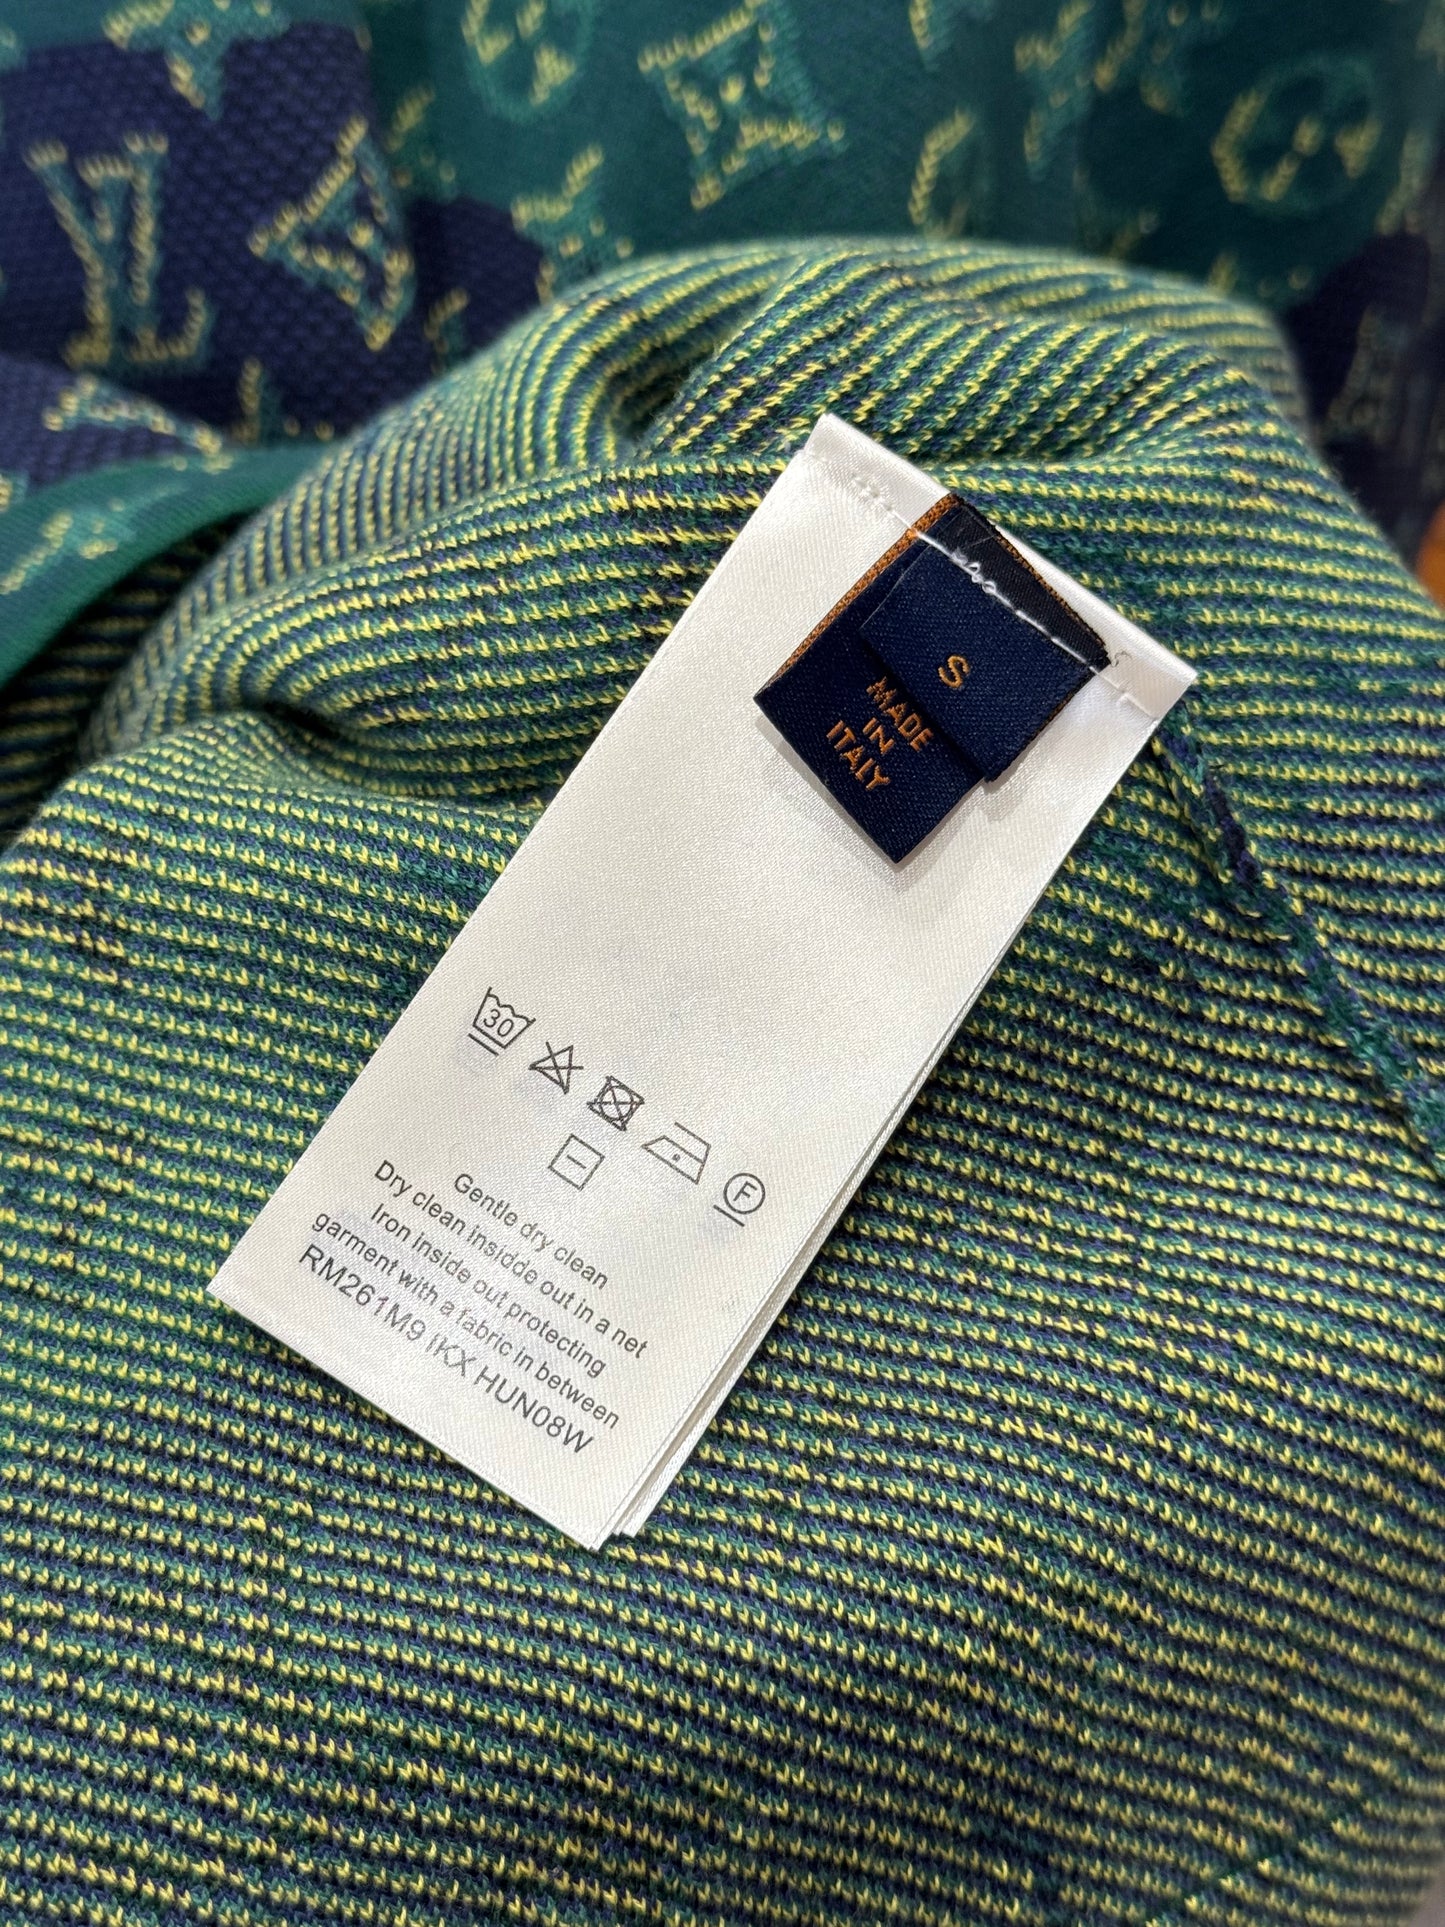 S
MADE
IN
ITALY
30
F
Gentle dry clean
Dry clean insidde out in a net
Iron inside out protecting
garment with a fabric in between
RM261M9 IKX HUN08W